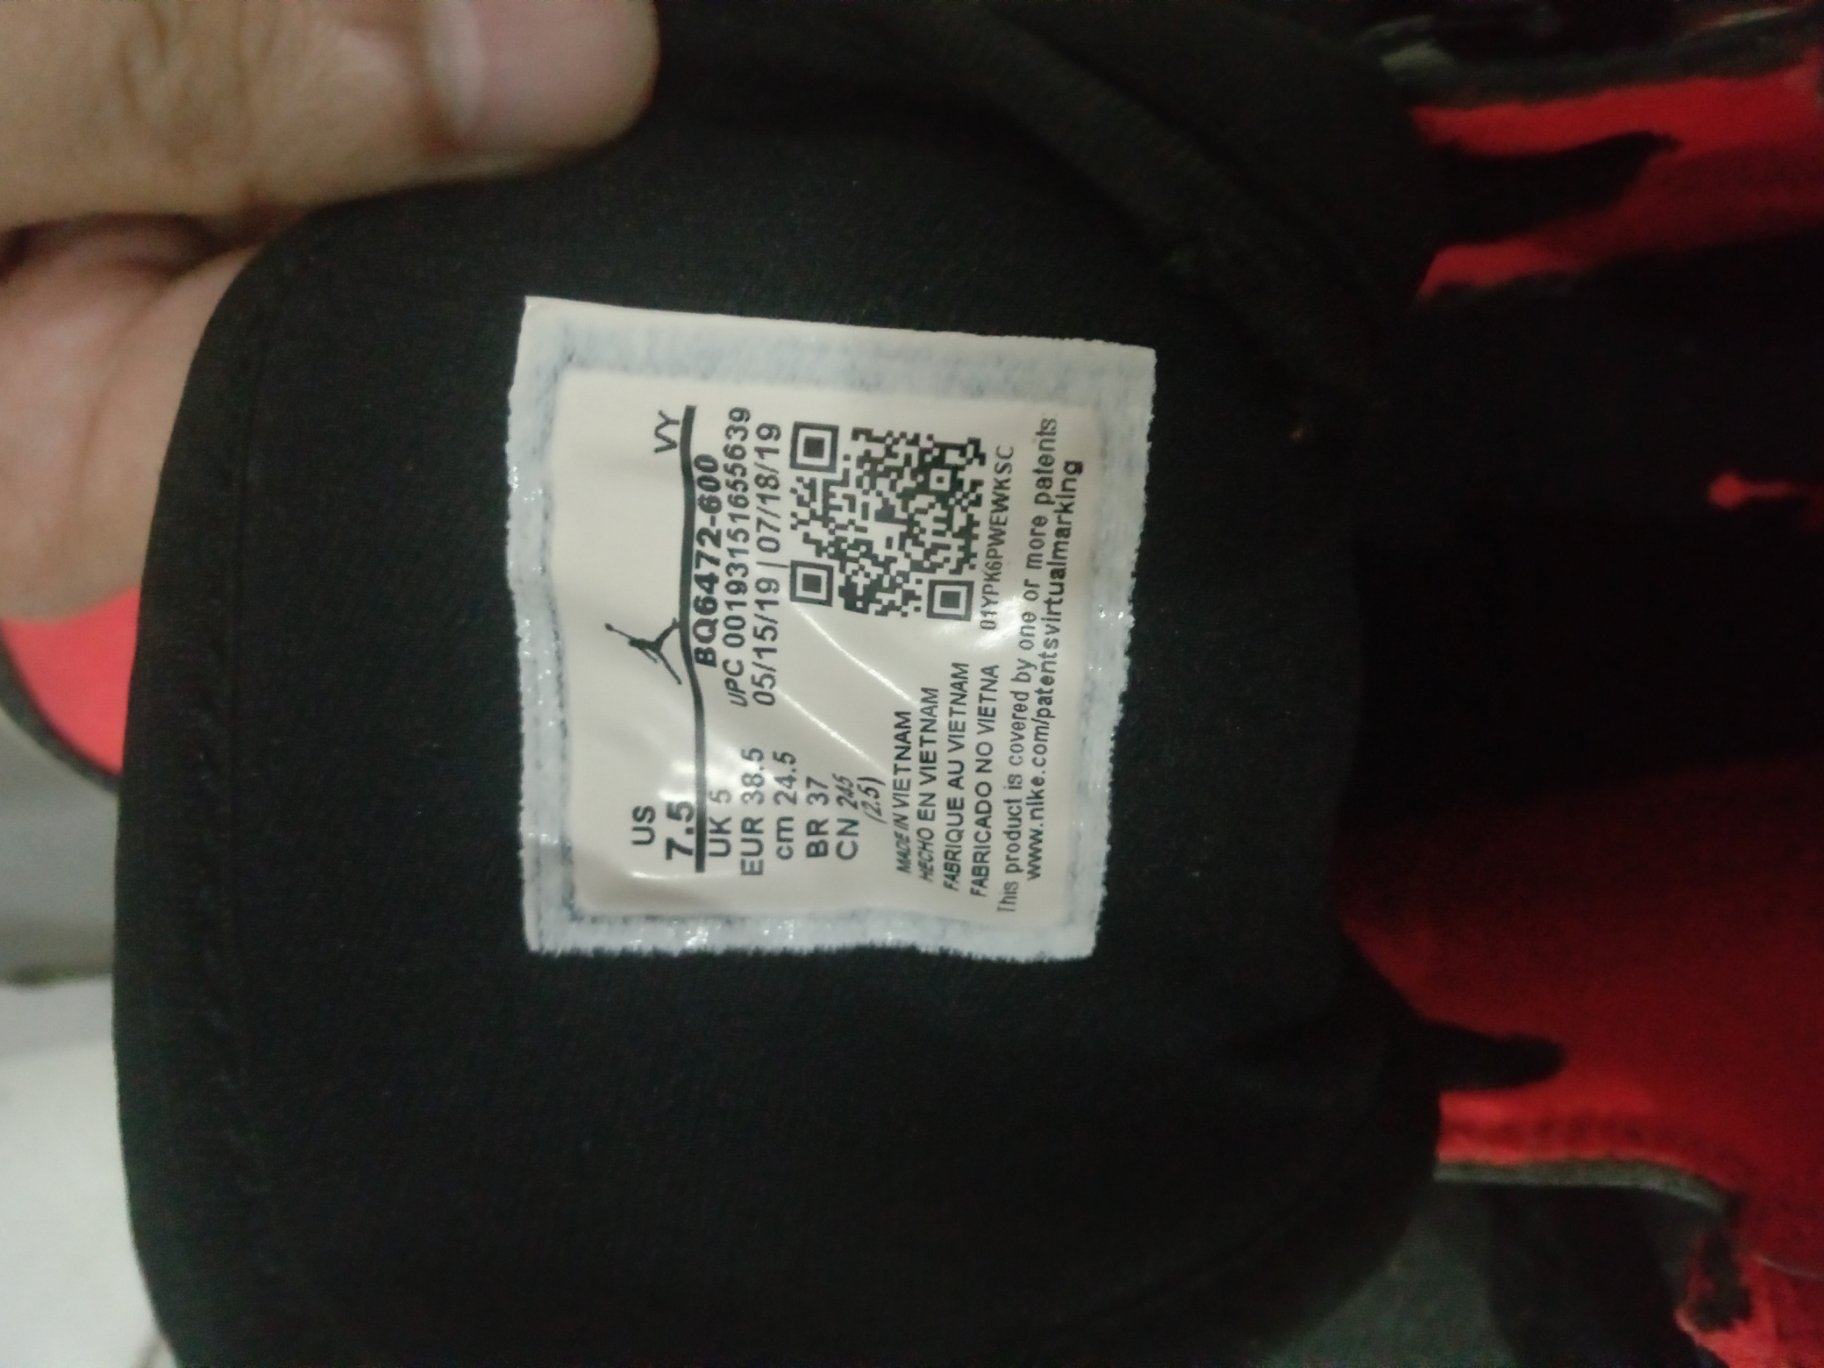 US
7.5
VY
UK 5
EUR 38.5
cm 24.5
BR 37
CN 245
(2.5)
BQ6472-600
UPC 00193151655639
05/15/19 | 07/18/19
01YPK6PWEWKSC
MADE IN VIETNAM
HECHO EN VIETNAM
FABRIQUE AU VIETNAM
FABRICADO NO VIETNA
This product is covered by one or more patents
www.nike.com/patentsvirtualmarking